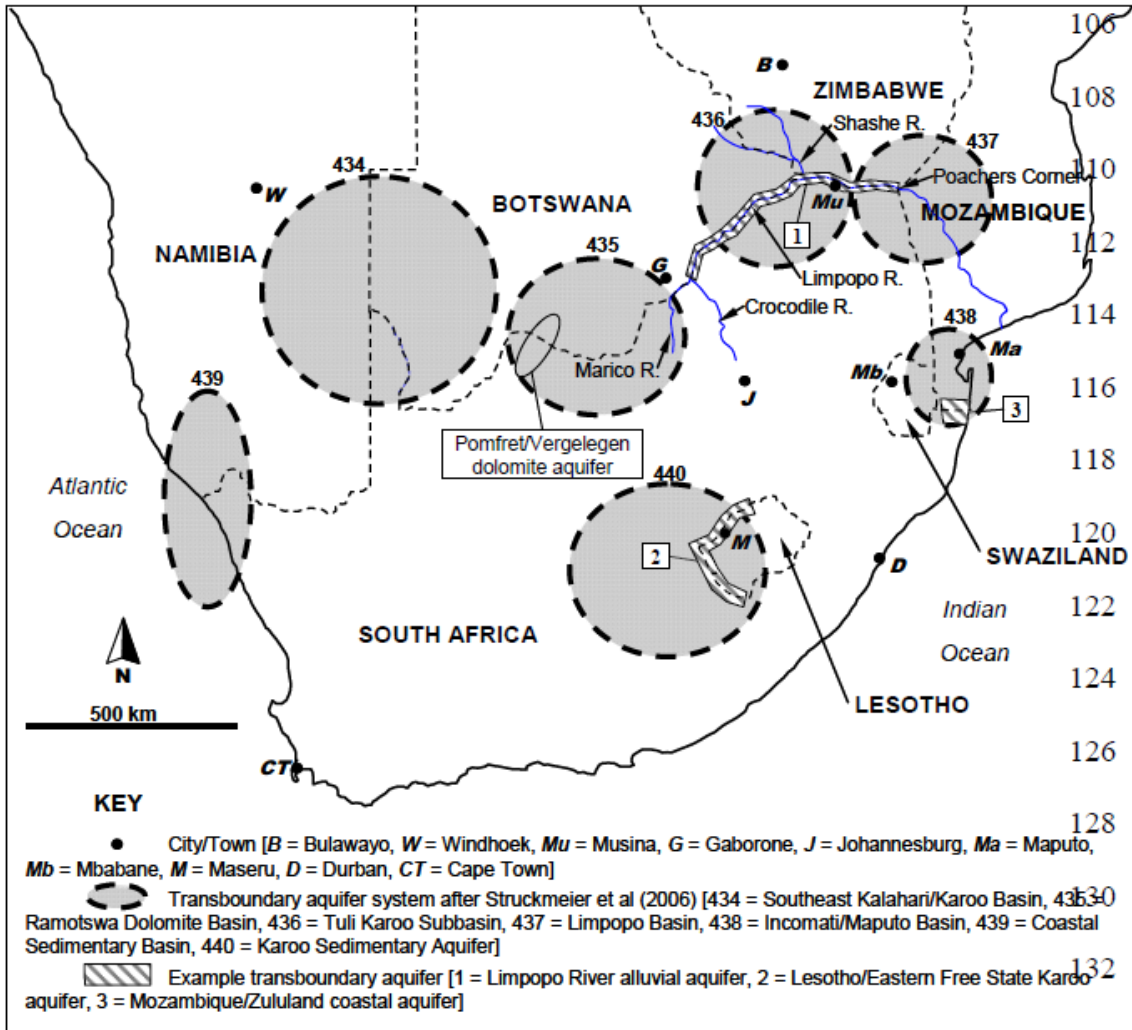 106
B
ZIMBABWE
108
436
Shashe R.
437
434
110
Poachers Corner
W
BOTSWANA
Mu
MOZAMBIQUE
1
NAMIBIA
435
112
G
Limpopo R.
Crocodile R.
114
438
Marico R.
Ma
439
Mb
J
116
3
Pomfret/Vergelegen
dolomite aquifer
118
440
Atlantic
Ocean
120
M
2
D
SWAZILAND
122
Indian
Ocean
SOUTH AFRICA
N
124
LESOTHO
500 km
126
CT
KEY
128
City/Town [B = Bulawayo, W = Windhoek, Mu = Musina, G = Gaborone, J = Johannesburg, Ma = Maputo,
Mb = Mbabane, M = Maseru, D = Durban, CT = Cape Town]
Transboundary aquifer system after Struckmeier et al (2006) [434 = Southeast Kalahari/Karoo Basin, 435 =
130
Ramotswa Dolomite Basin, 436 = Tuli Karoo Subbasin, 437 = Limpopo Basin, 438 = Incomati/Maputo Basin, 439 = Coastal
Sedimentary Basin, 440 = Karoo Sedimentary Aquifer]
Example transboundary aquifer [1 = Limpopo River alluvial aquifer, 2 = Lesotho/Eastern Free State Karoo
132
aquifer, 3 = Mozambique/Zululand coastal aquifer]